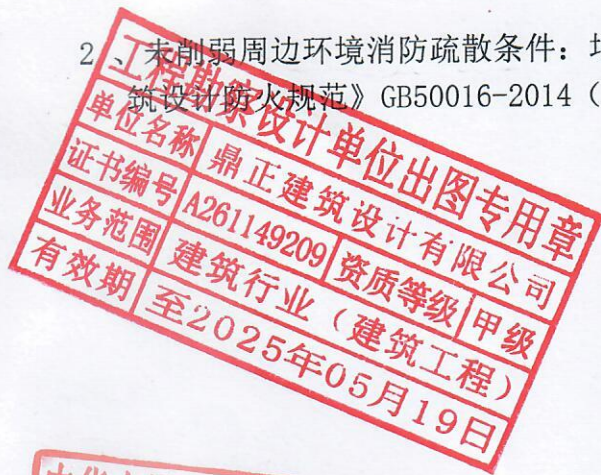 2、未削弱周边环境消防疏散条件：
筑设计防火规范》GB50016-2014（
工程勘察设计单位出图专用章
单位名称 鼎正建筑设计有限公司
证书编号 A261149209 资质等级 甲级
业务范围 建筑行业（建筑工程）
有效期 至2025年05月19日